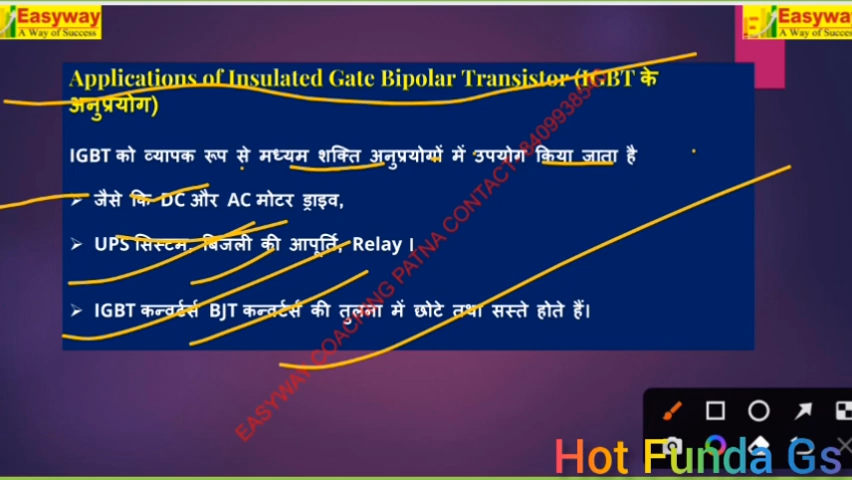 Easyway
A Way of Success
Easyway
A Way of Success
Applications of Insulated Gate Bipolar Transistor (IGBT के
अनुप्रयोग)
IGBT को व्यापक रूप से मध्यम शक्ति अनुप्रयोगों में उपयोग किया जाता है
➢ जैसे कि DC और AC मोटर ड्राइव,
➢ UPS सिस्टम, बिजली की आपूर्ति, Relay ।
➢ IGBT कन्वर्टर्स BJT कन्वर्टर्स की तुलना में छोटे तथा सस्ते होते हैं।
EASYWAY COACHING PATNA CONTACT-
Hot Funda Gs